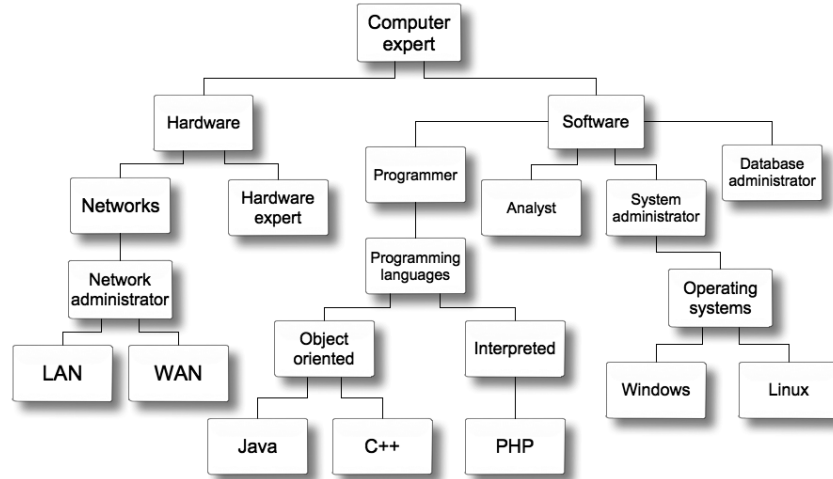 Computer
expert
Hardware
Software
Networks
Hardware
expert
Programmer
Analyst
System
administrator
Database
administrator
Network
administrator
Programming
languages
Operating
systems
LAN
WAN
Object
oriented
Interpreted
Windows
Linux
Java
C++
PHP